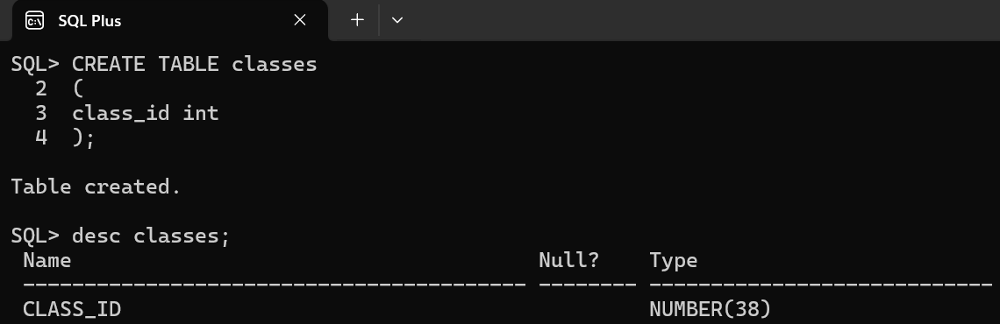 SQL Plus
SQL> CREATE TABLE classes
  2  (
  3  class_id int
  4  );
Table created.
SQL> desc classes;
 Name                                      Null?    Type
 ----------------------------------------- -------- ----------------------------
 CLASS_ID                                           NUMBER(38)